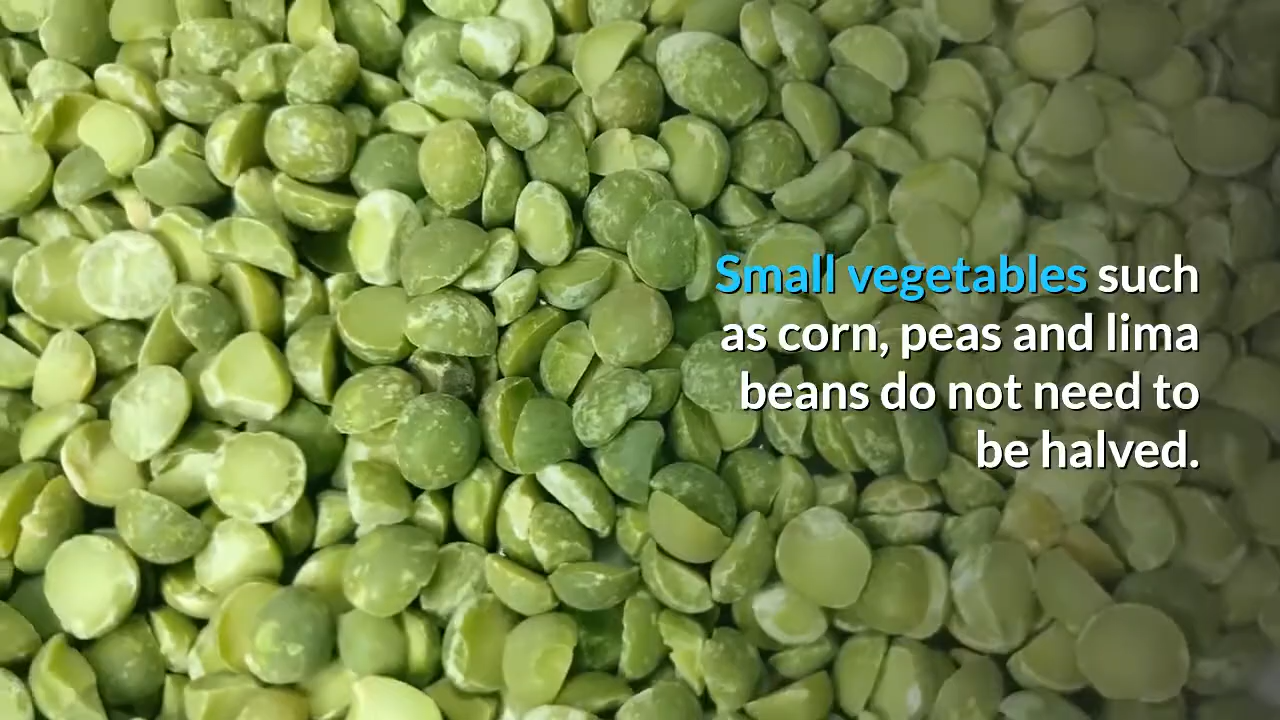 Small vegetables such
as corn, peas and lima
beans do not need to
be halved.